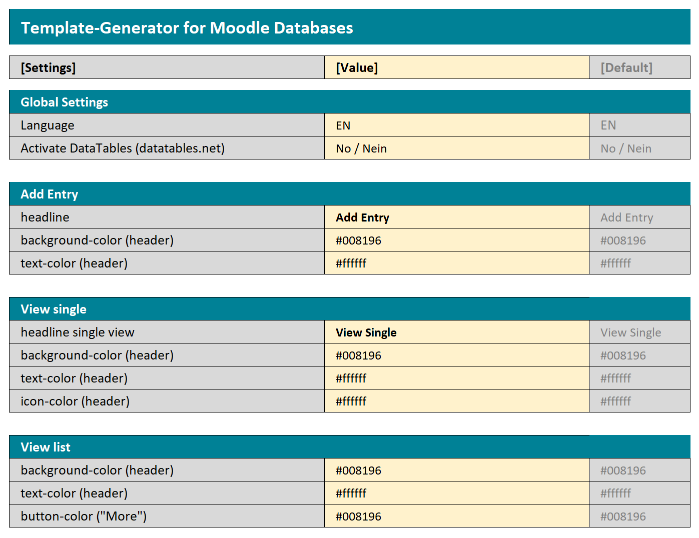 Template-Generator for Moodle Databases
[Settings] [Value] [Default]
Global Settings
Language EN EN
Activate DataTables (datatables.net) No / Nein No / Nein
Add Entry
headline Add Entry Add Entry
background-color (header) #008196 #008196
text-color (header) #ffffff #ffffff
View single
headline single view View Single View Single
background-color (header) #008196 #008196
text-color (header) #ffffff #ffffff
icon-color (header) #ffffff #ffffff
View list
background-color (header) #008196 #008196
text-color (header) #ffffff #ffffff
button-color ("More") #008196 #008196